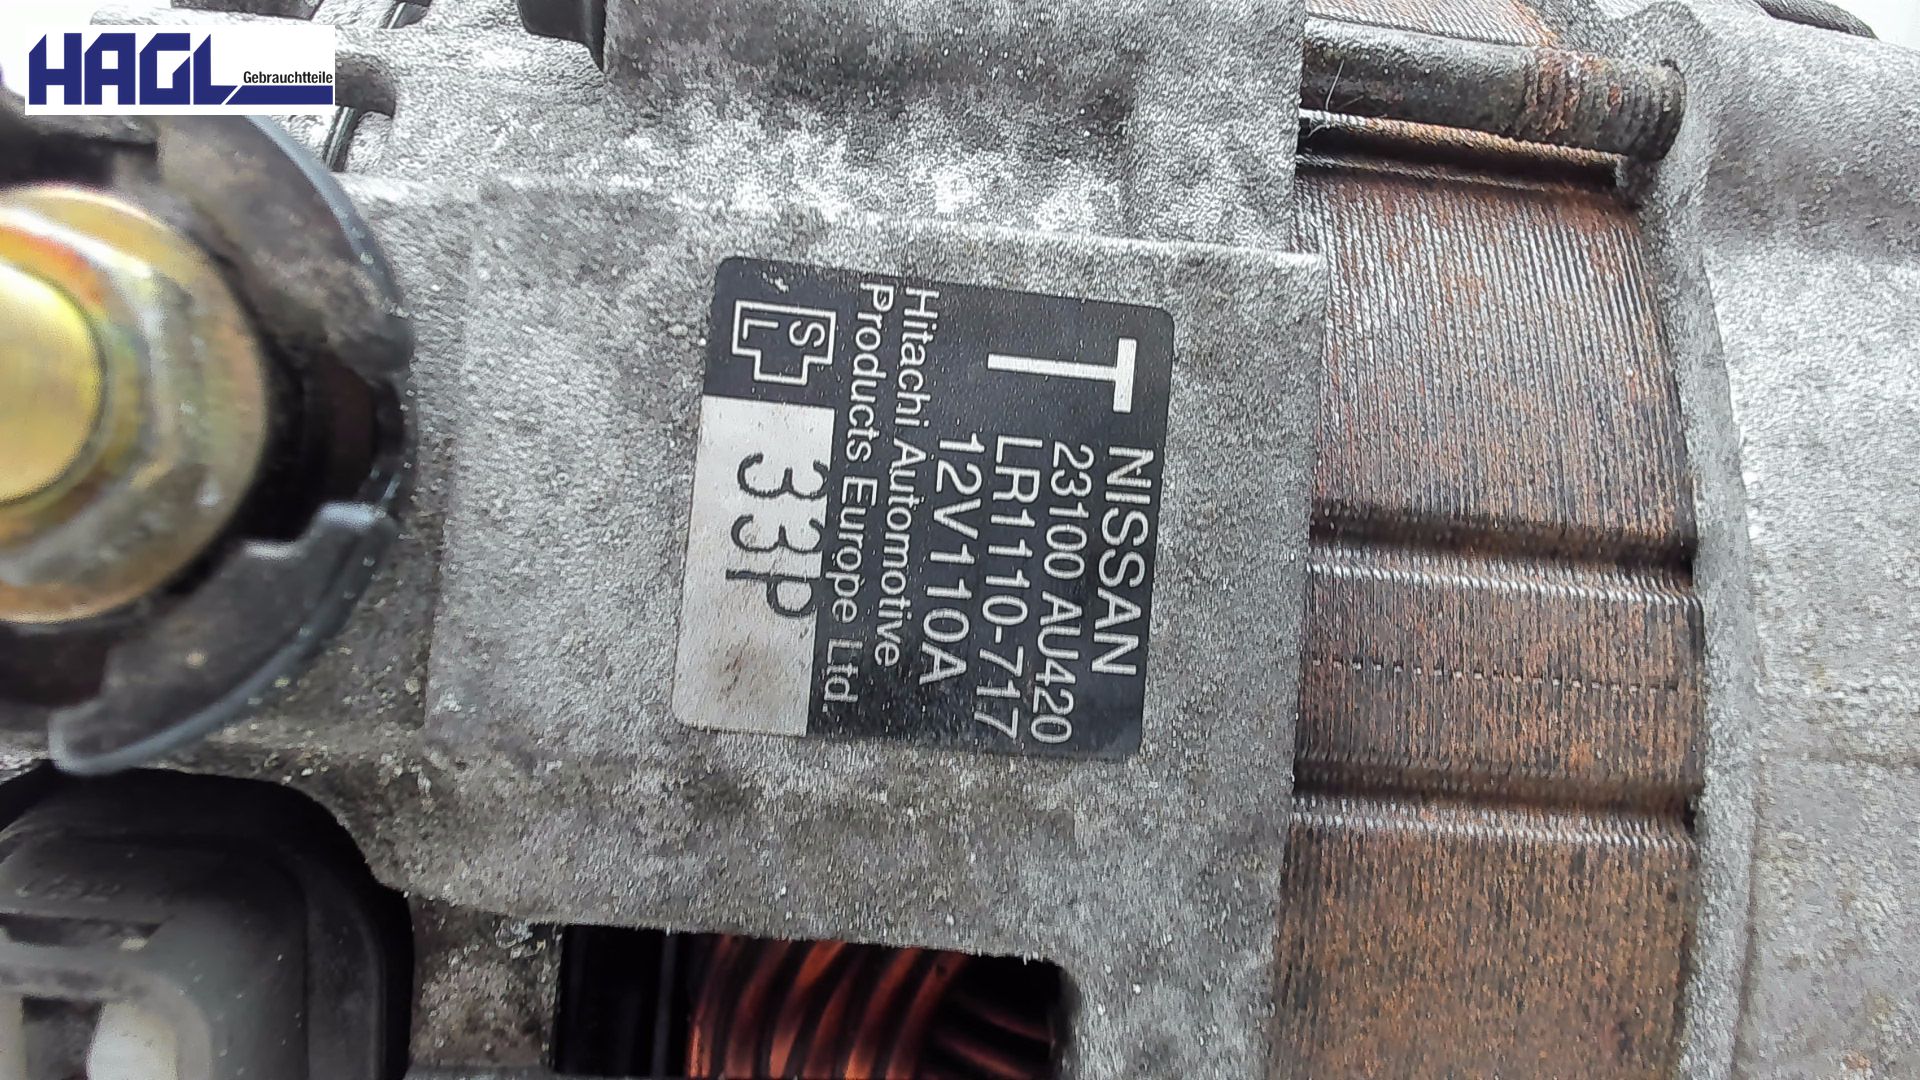 HAGL
Gebrauchtteile
T NISSAN
23100 AU420
LR1110-717
12V110A
Hitachi Automotive
Products Europe Ltd.
S
L
33P